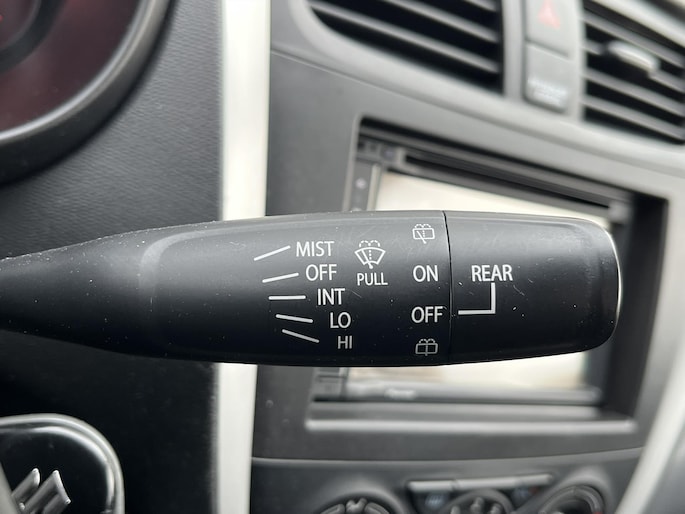 MIST
OFF
INT
LO
HI
PULL
ON
OFF
REAR